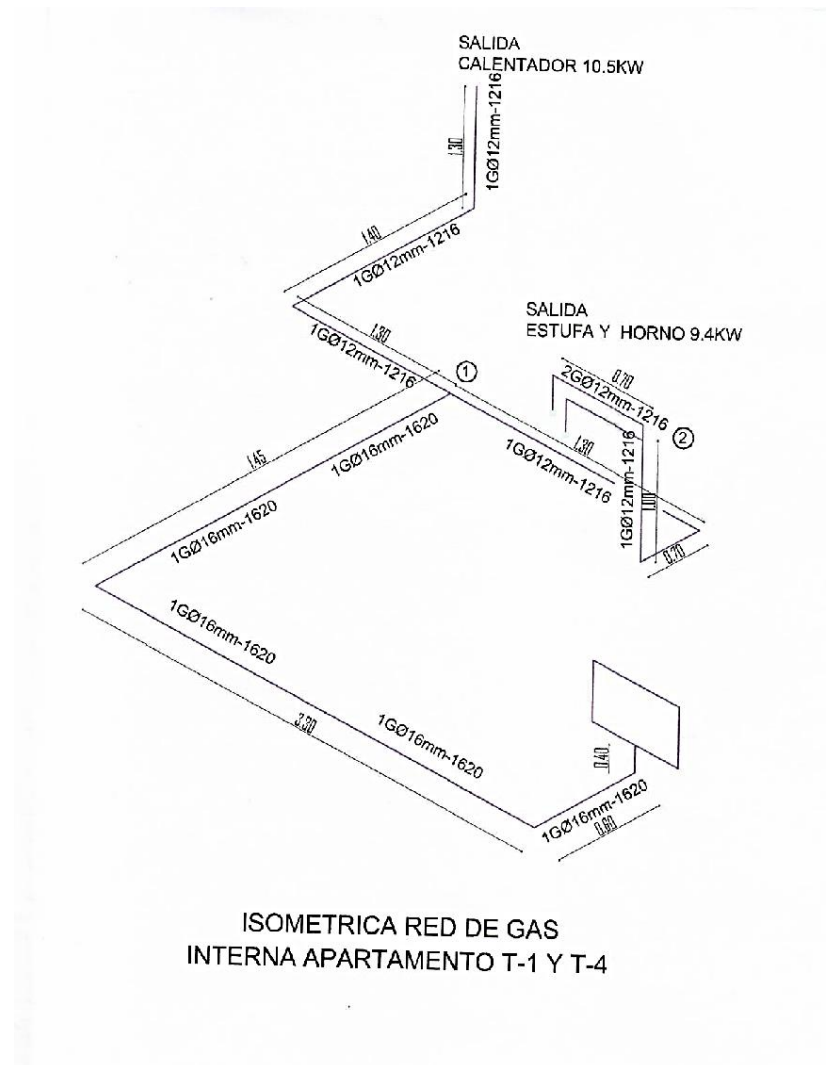 SALIDA
CALENTADOR 10.5KW
1GØ12mm-1216
1.30
1.40
1GØ12mm-1216
1.30
1GØ12mm-1216
1
SALIDA
ESTUFA Y HORNO 9.4KW
0.70
2GØ12mm-1216
2
1.30
1GØ12mm-1216
1GØ12mm-1216
1.00
0.70
1.45
1GØ16mm-1620
1GØ16mm-1620
1GØ16mm-1620
3.30
1GØ16mm-1620
0.40
1GØ16mm-1620
0.60
ISOMETRICA RED DE GAS
INTERNA APARTAMENTO T-1 Y T-4